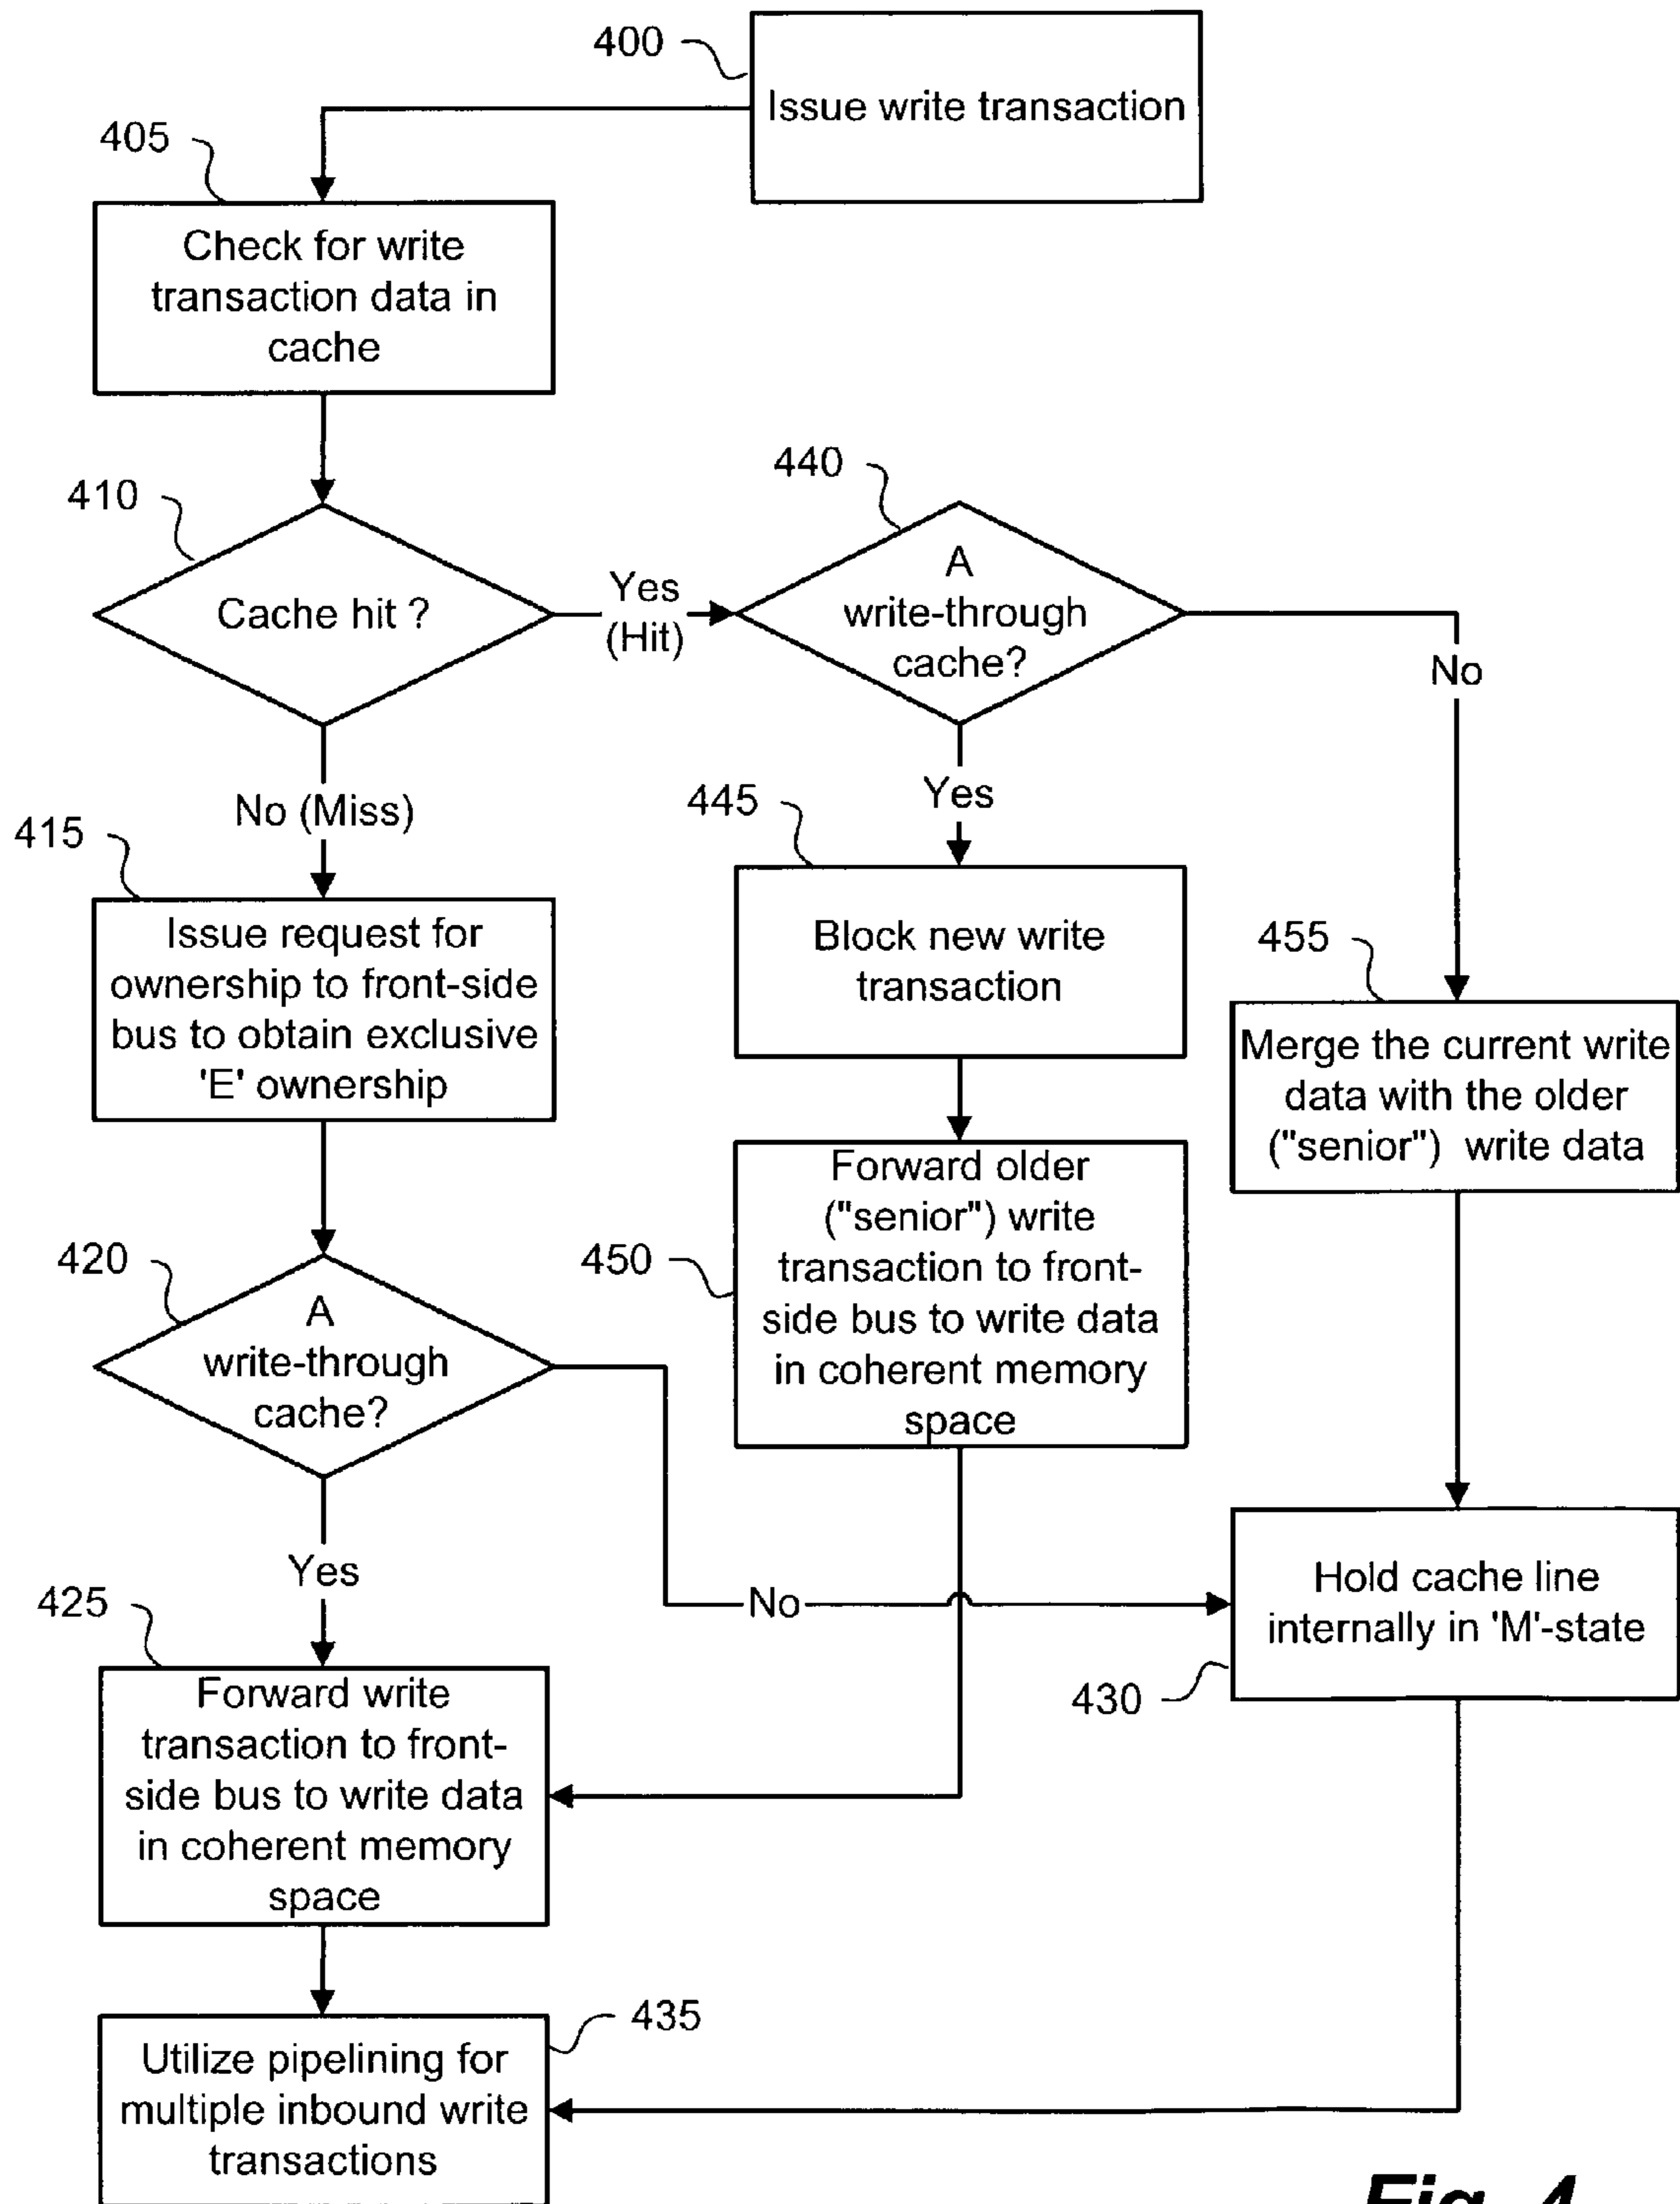 400
Issue write transaction
405
Check for write
transaction data in
cache
410
Cache hit ?
Yes
(Hit)
440
A
write-through
cache?
No
No (Miss)
Yes
415
Issue request for
ownership to front-side
bus to obtain exclusive
'E' ownership
445
Block new write
transaction
455
Merge the current write
data with the older
("senior") write data
420
A
write-through
cache?
450
Forward older
("senior") write
transaction to front-
side bus to write data
in coherent memory
space
Yes
No
425
Forward write
transaction to front-
side bus to write data
in coherent memory
space
Hold cache line
internally in 'M'-state
430
435
Utilize pipelining for
multiple inbound write
transactions
Fig. 4